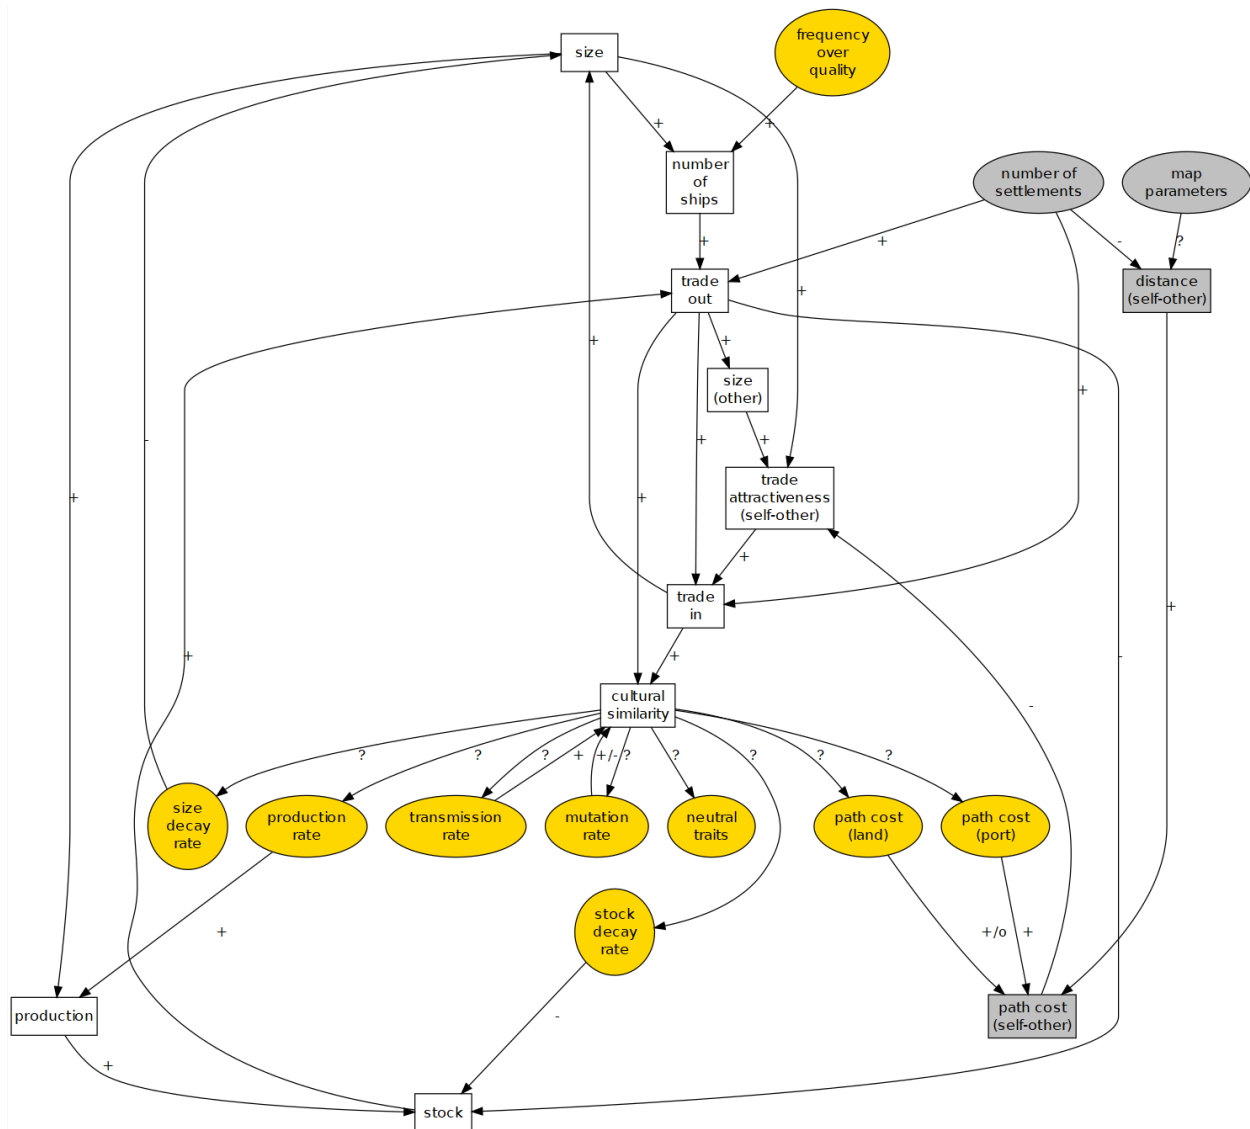 size
frequency
over
quality
+
+
number
of
ships
number of
settlements
map
parameters
+
+
-
?
trade
out
+
distance
(self-other)
+
+
size
(other)
+
-
+
+
trade
attractiveness
(self-other)
+
+
+
trade
in
+
+
+
-
-
cultural
similarity
?
?
?
+
+/-
?
?
?
?
?
size
decay
rate
production
rate
transmission
rate
mutation
rate
neutral
traits
path cost
(land)
path cost
(port)
stock
decay
rate
+
+/o
+
production
path cost
(self-other)
-
+
stock